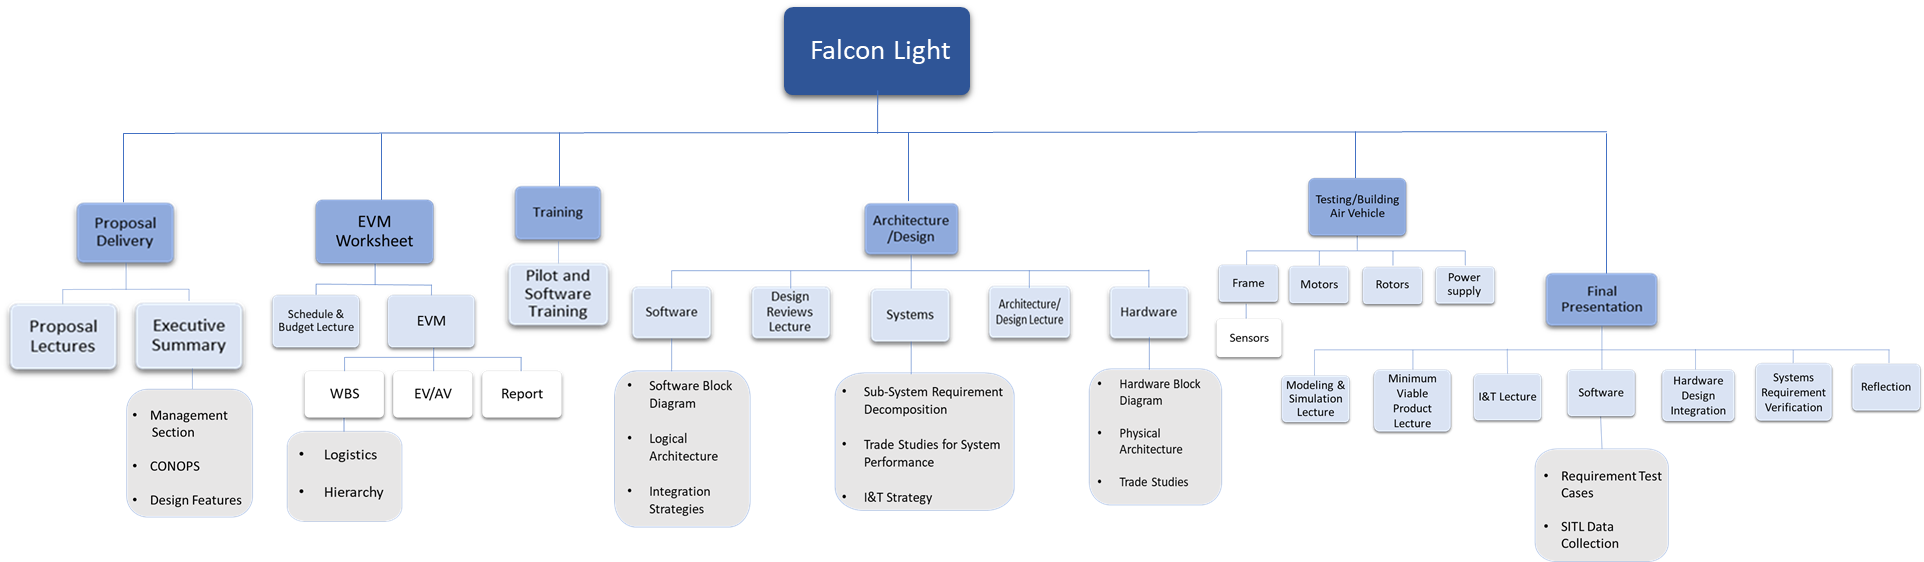 Falcon Light
Proposal
Delivery
Proposal
Lectures
Executive
Summary
• Management
Section
• CONOPS
• Design Features
EVM
Worksheet
Schedule &
Budget Lecture
EVM
WBS
EV/AV
Report
• Logistics
• Hierarchy
Training
Pilot and
Software
Training
Architecture
/Design
Software
Design
Reviews
Lecture
Systems
Architecture/
Design Lecture
Hardware
• Software Block
Diagram
• Logical
Architecture
• Integration
Strategies
• Sub-System Requirement
Decomposition
• Trade Studies for System
Performance
• I&T Strategy
• Hardware Block
Diagram
• Physical
Architecture
• Trade Studies
Testing/Building
Air Vehicle
Frame
Motors
Rotors
Power
supply
Sensors
Final
Presentation
Modeling &
Simulation
Lecture
Minimum
Viable
Product
Lecture
I&T Lecture
Software
Hardware
Design
Integration
Systems
Requirement
Verification
Reflection
• Requirement Test
Cases
• SITL Data
Collection